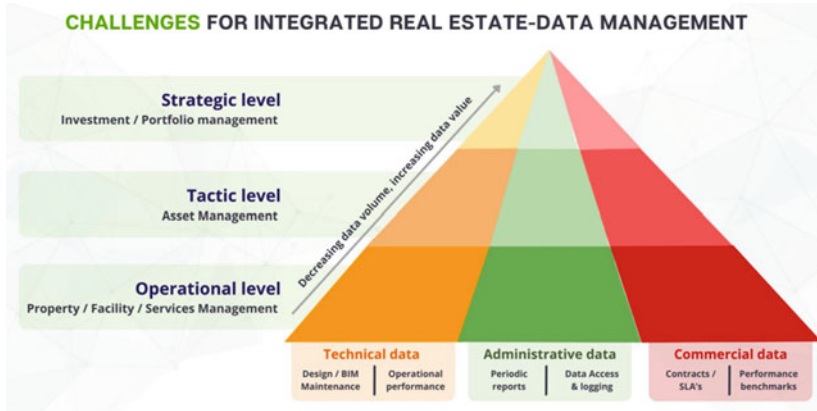 CHALLENGES FOR INTEGRATED REAL ESTATE-DATA MANAGEMENT
Strategic level
Investment / Portfolio management
Tactic level
Asset Management
Operational level
Property / Facility / Services Management
Decreasing data volume, increasing data value
Technical data
Design / BIM
Maintenance
Operational
performance
Administrative data
Periodic
reports
Data Access
& logging
Commercial data
Contracts /
SLA's
Performance
benchmarks